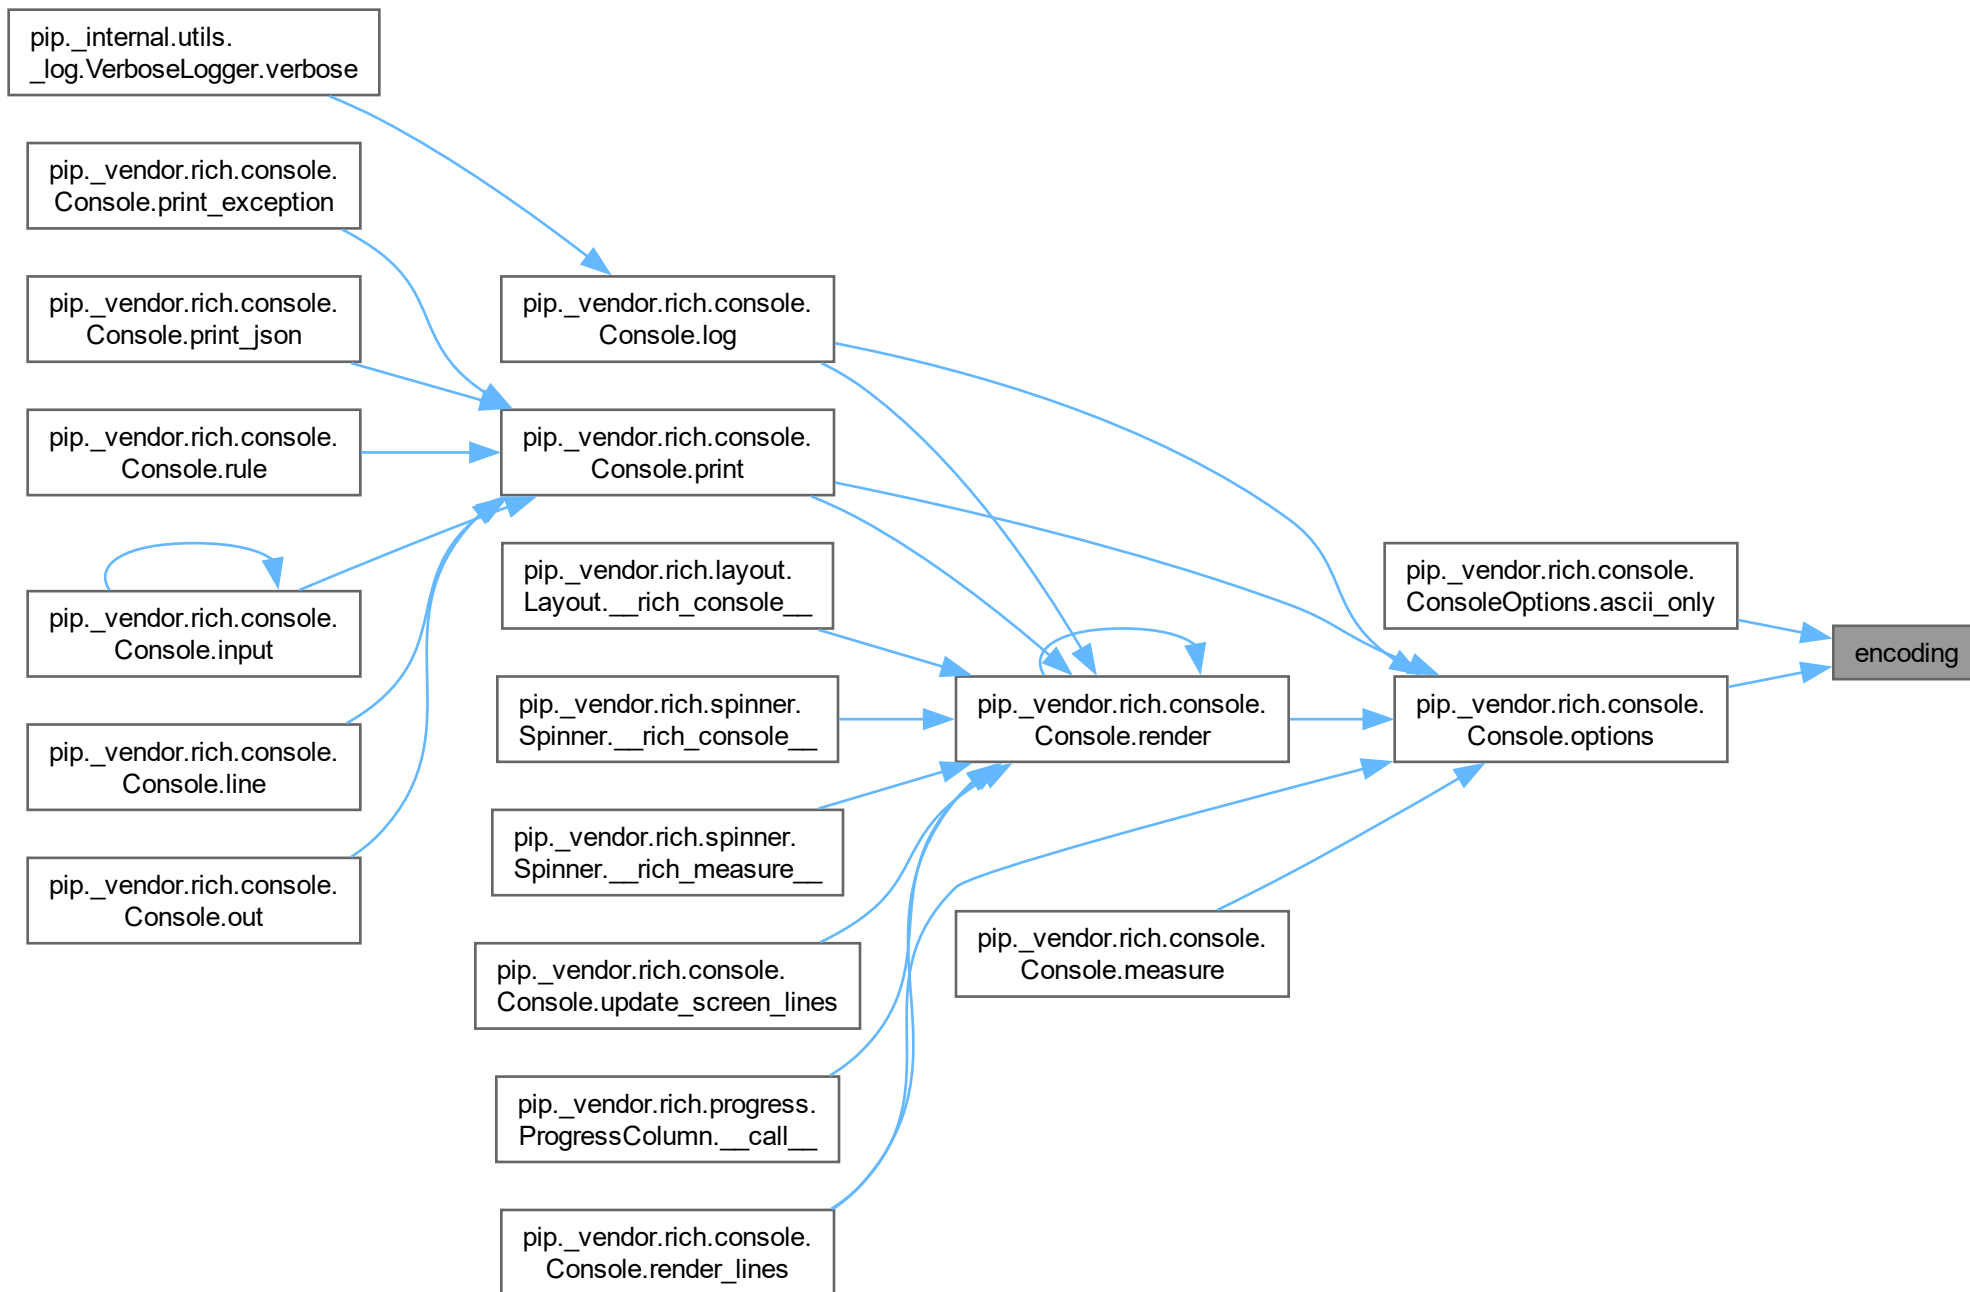 pip._internal.utils.
_log.VerboseLogger.verbose
pip._vendor.rich.console.
Console.print_exception
pip._vendor.rich.console.
Console.print_json
pip._vendor.rich.console.
Console.rule
pip._vendor.rich.console.
Console.input
pip._vendor.rich.console.
Console.line
pip._vendor.rich.console.
Console.out
pip._vendor.rich.console.
Console.log
pip._vendor.rich.console.
Console.print
pip._vendor.rich.layout.
Layout.__rich_console__
pip._vendor.rich.spinner.
Spinner.__rich_console__
pip._vendor.rich.spinner.
Spinner.__rich_measure__
pip._vendor.rich.console.
Console.update_screen_lines
pip._vendor.rich.progress.
ProgressColumn.__call__
pip._vendor.rich.console.
Console.render_lines
pip._vendor.rich.console.
Console.render
pip._vendor.rich.console.
Console.measure
pip._vendor.rich.console.
ConsoleOptions.ascii_only
pip._vendor.rich.console.
Console.options
encoding